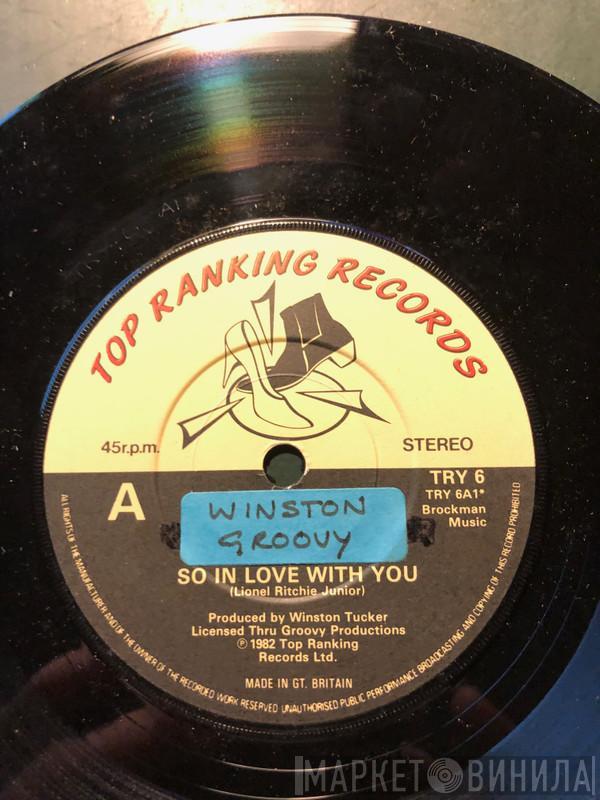 TOP RANKING RECORDS
45r.p.m.
STEREO
A
TRY 6
TRY 6A1*
Brockman
Music
WINSTON
GROOVY
SO IN LOVE WITH YOU
(Lionel Ritchie Junior)
Produced by Winston Tucker
Licensed Thru Groovy Productions
℗ 1982 Top Ranking
Records Ltd.
MADE IN GT. BRITAIN
ALL RIGHTS OF THE MANUFACTURER AND OF THE OWNER OF THE RECORDED WORK RESERVED UNAUTHORISED PUBLIC PERFORMANCE BROADCASTING AND COPYING OF THIS RECORD PROHIBITED
МАРКЕТ ВИНИЛА